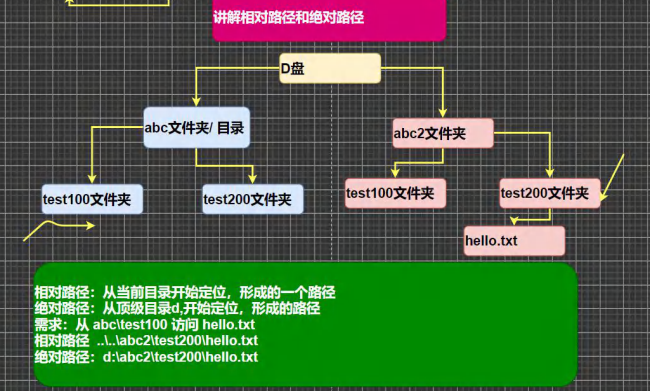 讲解相对路径和绝对路径
D盘
abc文件夹/ 目录
abc2文件夹
test100文件夹
test200文件夹
test100文件夹
test200文件夹
hello.txt
相对路径：从当前目录开始定位，形成的一个路径
绝对路径：从顶级目录d,开始定位，形成的路径
需求：从 abc\test100 访问 hello.txt
相对路径 ..\..\abc2\test200\hello.txt
绝对路径：d:\abc2\test200\hello.txt